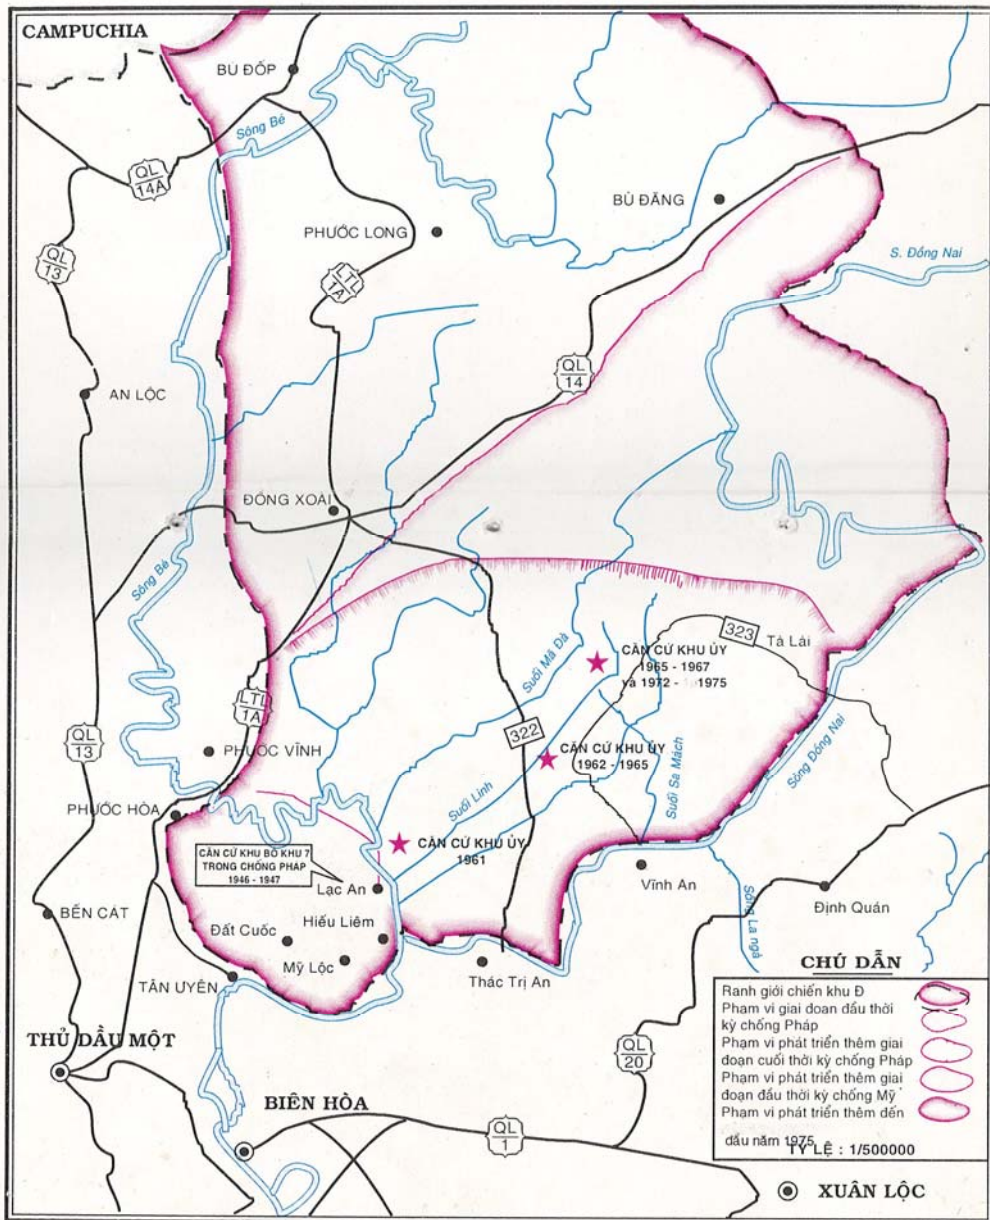 CAMPUCHIA
BÙ ĐỐP
Sông Bé
QL
14A
BÙ ĐĂNG
PHƯỚC LONG
S. Đồng Nai
QL
13
LTL
1A
QL
14
AN LỘC
ĐỒNG XOÀI
Sông Bé
323
Tà Lài
Suối Mã Đà
CĂN CỨ KHU ỦY
1965 - 1967
và 1972 - 1975
LTL
1A
322
QL
13
PHƯỚC VĨNH
CĂN CỨ KHU ỦY
1962 - 1965
Sông Đồng Nai
Suối Linh
Suối Sa Mách
PHƯỚC HÒA
CĂN CỨ KHU ỦY
1961
CĂN CỨ KHU BỘ KHU 7
TRONG CHỐNG PHÁP
1946 - 1947
Lạc An
Vĩnh An
Định Quán
BẾN CÁT
Hiếu Liêm
Đất Cuốc
Sông La ngà
Mỹ Lộc
TÂN UYÊN
Thác Trị An
CHÚ DẪN
Ranh giới chiến khu Đ
Phạm vi giai đoạn đầu thời
kỳ chống Pháp
Phạm vi phát triển thêm giai
đoạn cuối thời kỳ chống Pháp
Phạm vi phát triển thêm giai
đoạn đầu thời kỳ chống Mỹ
Phạm vi phát triển thêm đến
đầu năm 1975
TỶ LỆ : 1/500000
THỦ DẦU MỘT
QL
20
BIÊN HÒA
QL
1
XUÂN LỘC